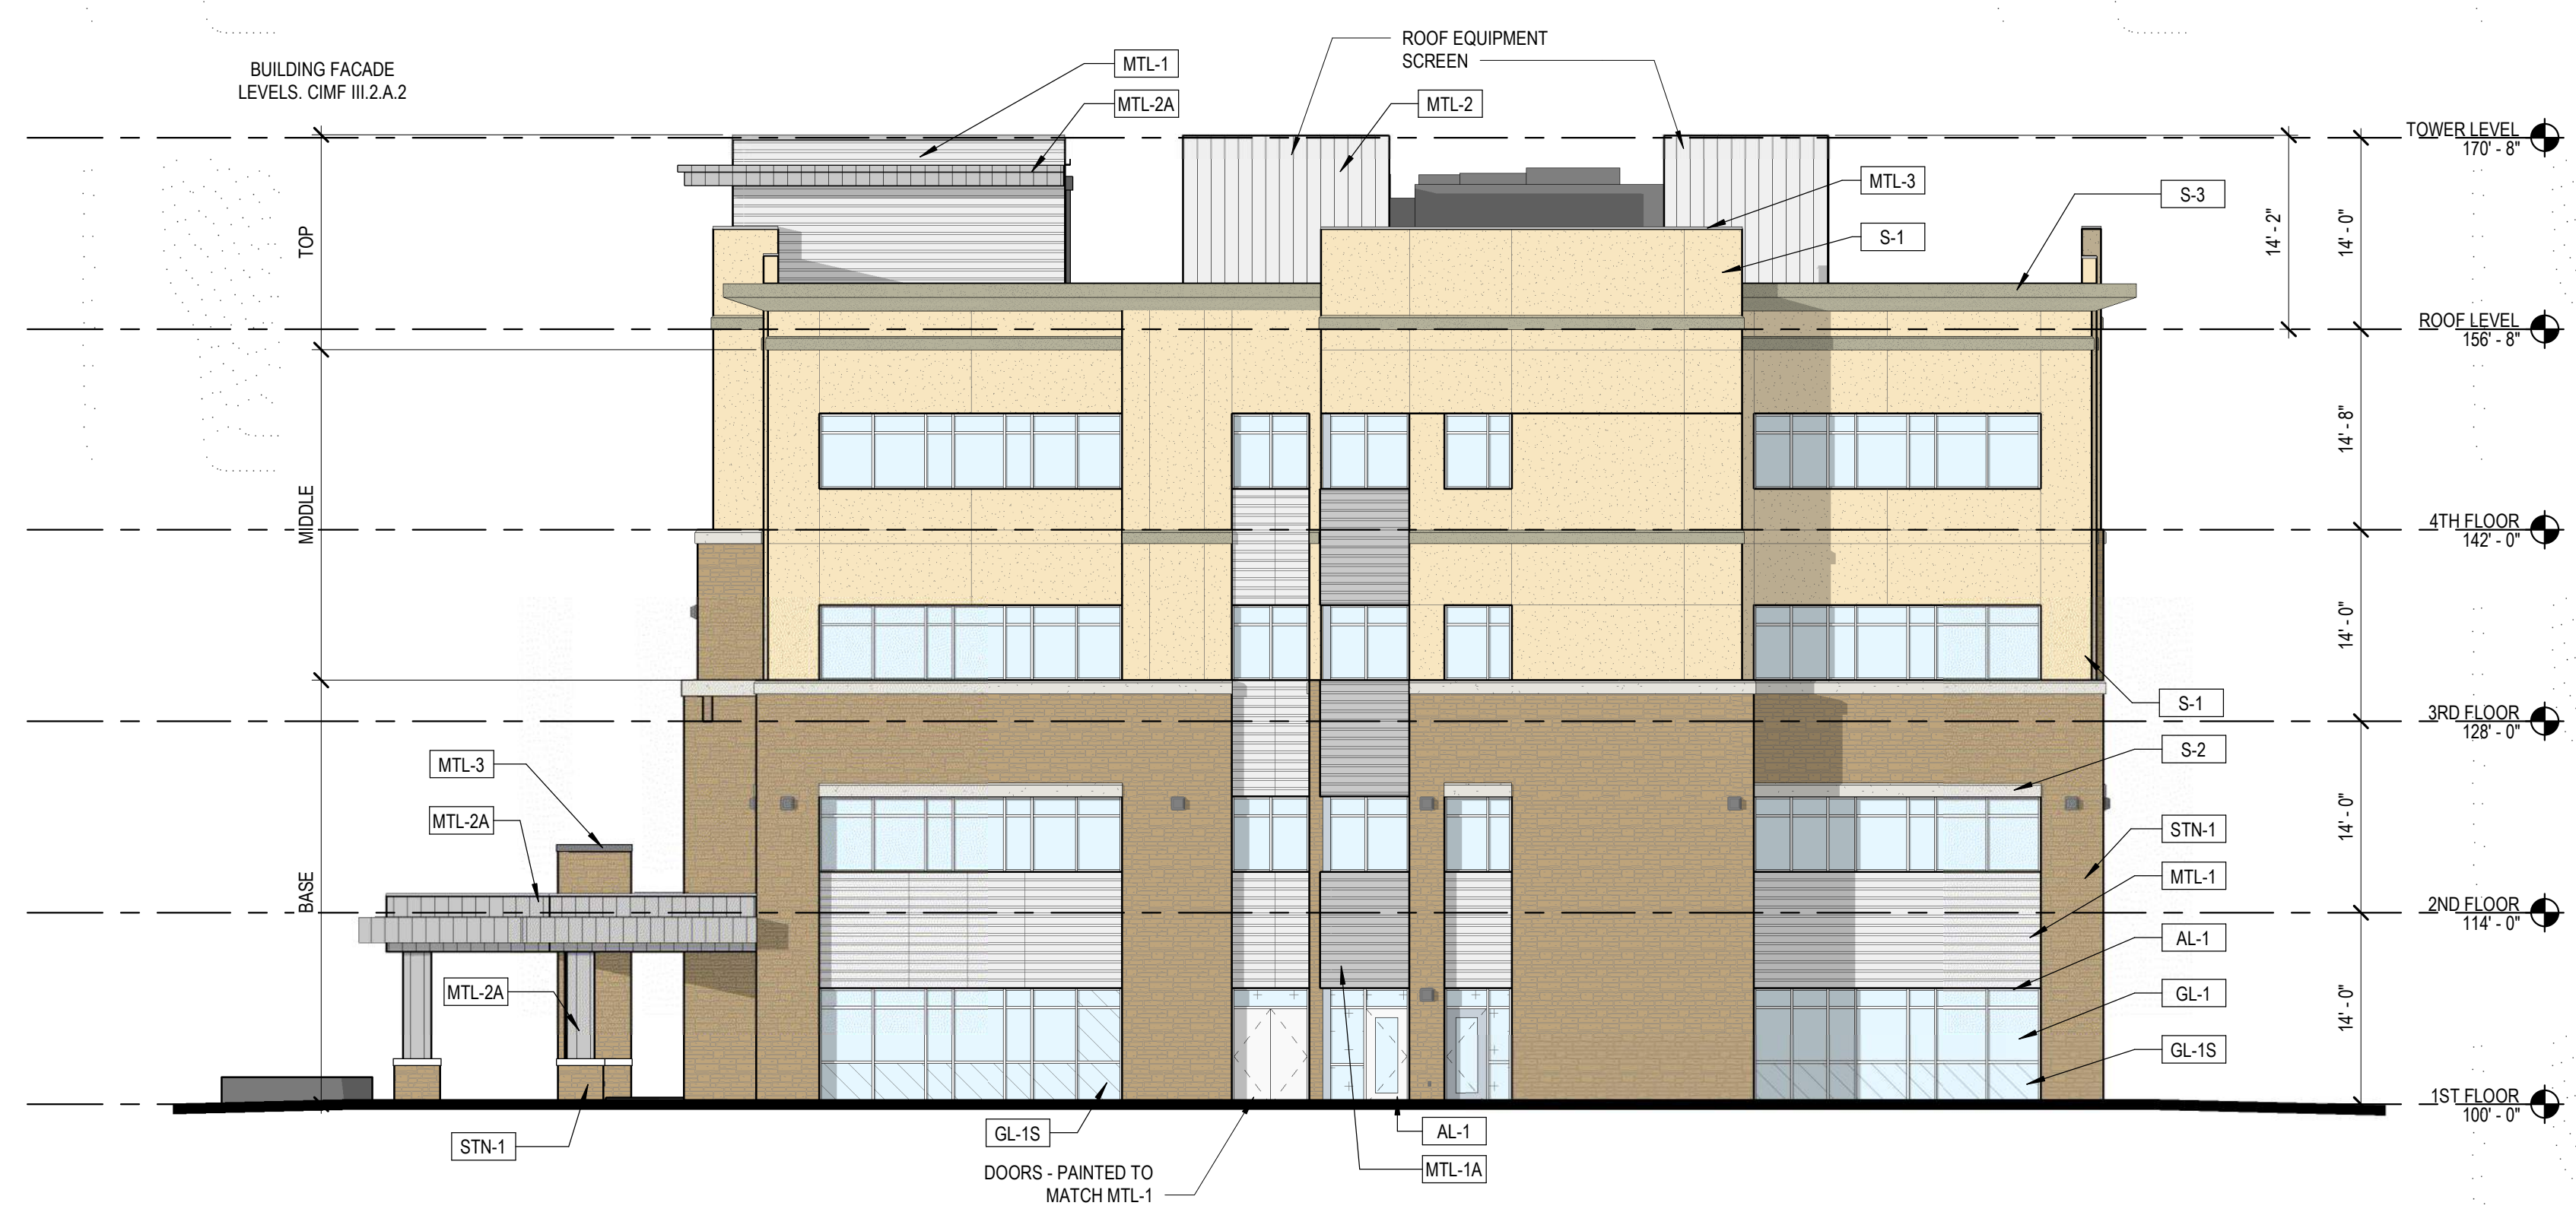 ROOF EQUIPMENT
SCREEN
BUILDING FACADE
LEVELS. CIMF III.2.A.2
MTL-1
MTL-2A
MTL-2
TOWER LEVEL
170' - 8"
MTL-3
S-3
S-1
TOP
14' - 2"
14' - 0"
ROOF LEVEL
156' - 8"
14' - 8"
MIDDLE
4TH FLOOR
142' - 0"
14' - 0"
S-1
3RD FLOOR
128' - 0"
S-2
MTL-3
MTL-2A
14' - 0"
STN-1
MTL-1
BASE
2ND FLOOR
114' - 0"
AL-1
MTL-2A
GL-1
14' - 0"
GL-1S
1ST FLOOR
100' - 0"
STN-1
GL-1S
AL-1
MTL-1A
DOORS - PAINTED TO
MATCH MTL-1